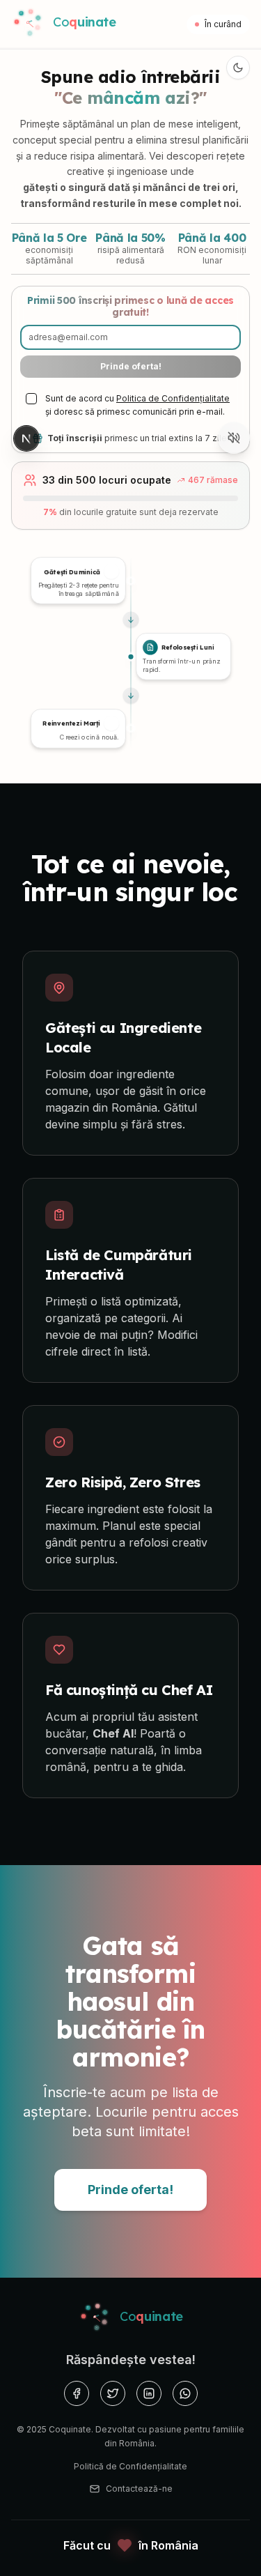 Coquinate
În curând
Spune adio întrebării
"Ce mâncăm azi?"
Primește săptămânal un plan de mese inteligent,
conceput special pentru a elimina stresul planificării
și a reduce risipa alimentară. Vei descoperi rețete
creative și ingenioase unde
gătești o singură dată și mănânci de trei ori,
transformând resturile în mese complet noi.
Până la 5 Ore
economisiți
săptămânal
Până la 50%
risipă alimentară
redusă
Până la 400
RON economisiți
lunar
Primii 500 înscriși primesc o lună de acces
gratuit!
adresa@email.com
Prinde oferta!
Sunt de acord cu Politica de Confidențialitate
și doresc să primesc comunicări prin e-mail.
N
Toți înscrișii primesc un trial extins la 7
33 din 500 locuri ocupate
467 rămase
7% din locurile gratuite sunt deja rezervate
Gătești Duminică
Pregătești 2-3 rețete pentru
întreaga săptămână
Refolosești Luni
Transformi într-un prânz
rapid.
Reinventezi Marți
Creezi o cină nouă.
Tot ce ai nevoie,
într-un singur loc
Gătești cu Ingrediente
Locale
Folosim doar ingrediente
comune, ușor de găsit în orice
magazin din România. Gătitul
devine simplu și fără stres.
Listă de Cumpărături
Interactivă
Primești o listă optimizată,
organizată pe categorii. Ai
nevoie de mai puțin? Modifici
cifrele direct în listă.
Zero Risipă, Zero Stres
Fiecare ingredient este folosit la
maximum. Planul este special
gândit pentru a refolosi creativ
orice surplus.
Fă cunoștință cu Chef AI
Acum ai propriul tău asistent
bucătar, Chef AI! Poartă o
conversație naturală, în limba
română, pentru a te ghida.
Gata să
transformi
haosul din
bucătărie în
armonie?
Înscrie-te acum pe lista de
așteptare. Locurile pentru acces
beta sunt limitate!
Prinde oferta!
Coquinate
Răspândește vestea!
© 2025 Coquinate. Dezvoltat cu pasiune pentru familiile
din România.
Politică de Confidențialitate
Contactează-ne
Făcut cu în România